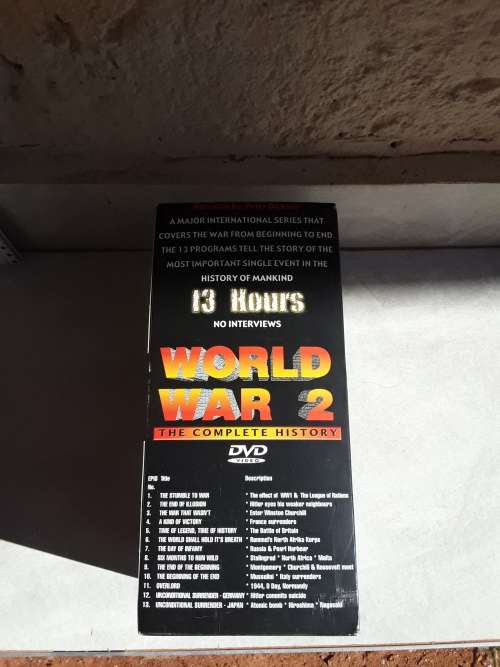 Narrated by Peter
A MAJOR INTERNATIONAL SERIES THAT
COVERS THE WAR FROM BEGINNING TO END.
THE 13 PROGRAMS TELL THE STORY OF THE
MOST IMPORTANT SINGLE EVENT IN THE
HISTORY OF MANKIND
13 Hours
NO INTERVIEWS
WORLD
WAR 2
THE COMPLETE HISTORY
DVD
VIDEO
EPISD Title Description
No.
1. THE STUMBLE TO WAR * The effect of WW1 & The League of Nations
2. THE END OF ILLUSION * Hitler eyes his weaker neighbours
3. THE WAR THAT WASN'T * Enter Winston Churchill
4. A KIND OF VICTORY * France surrenders
5. TIME OF LEGEND, TIME OF HISTORY * The Battle of Britain
6. THE WORLD SHALL HOLD IT'S BREATH * Rommel's North Afrika Korps
7. THE DAY OF INFAMY * Russia & Pearl Harbour
8. SIX MONTHS TO RUN WILD * Stalingrad * North Africa * Malta
9. THE END OF THE BEGINNING * Montgomery * Churchill & Roosevelt meet
10. THE BEGINNING OF THE END * Mussolini * Italy surrenders
11. OVERLORD * 1944, D Day, Normandy
12. UNCONDITIONAL SURRENDER - GERMANY * Hitler commits suicide
13. UNCONDITIONAL SURRENDER - JAPAN * Atomic bomb * Hiroshima * Nagasaki